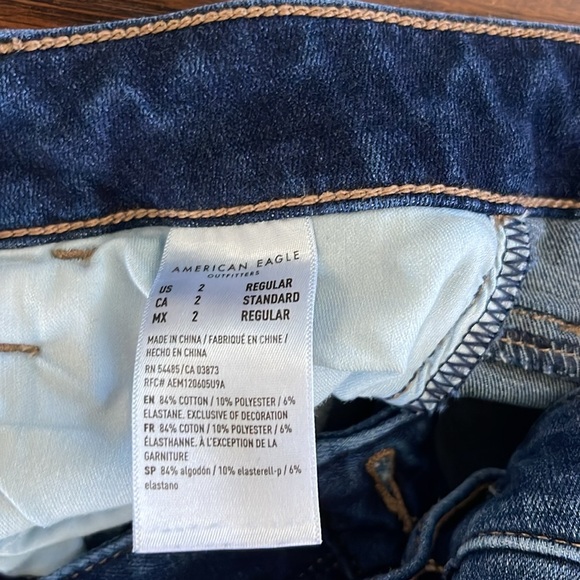 AMERICAN EAGLE
OUTFITTERS
US 2 REGULAR
CA 2 STANDARD
MX 2 REGULAR
MADE IN CHINA / FABRIQUÉ EN CHINE /
HECHO EN CHINA
RN 54485/CA 03873
RFC# AEM120605U9A
EN 84% COTTON / 10% POLYESTER / 6%
ELASTANE. EXCLUSIVE OF DECORATION
FR 84% COTON / 10% POLYESTER / 6%
ÉLASTHANNE. À L'EXCEPTION DE LA
GARNITURE
SP 84% algodón / 10% elasterell-p / 6%
elastano